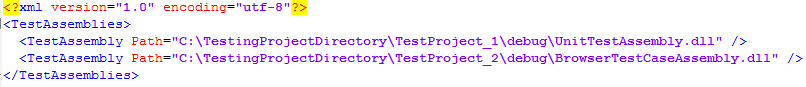 <?xml version="1.0" encoding="utf-8"?>
<TestAssemblies>
<TestAssembly Path="C:\TestingProjectDirectory\TestProject_1\debug\UnitTestAssembly.dll" />
<TestAssembly Path="C:\TestingProjectDirectory\TestProject_2\debug\BrowserTestCaseAssembly.dll" />
</TestAssemblies>